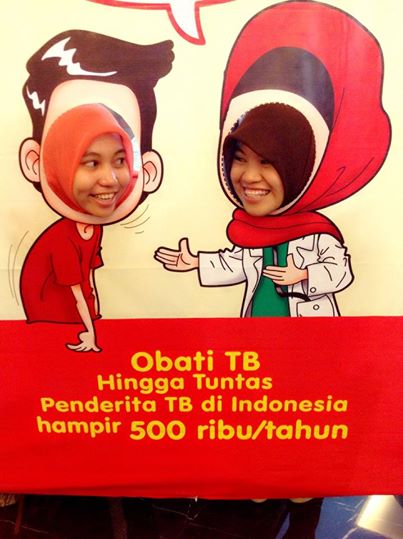 Obati TB
Hingga Tuntas
Penderita TB di Indonesia
hampir 500 ribu/tahun